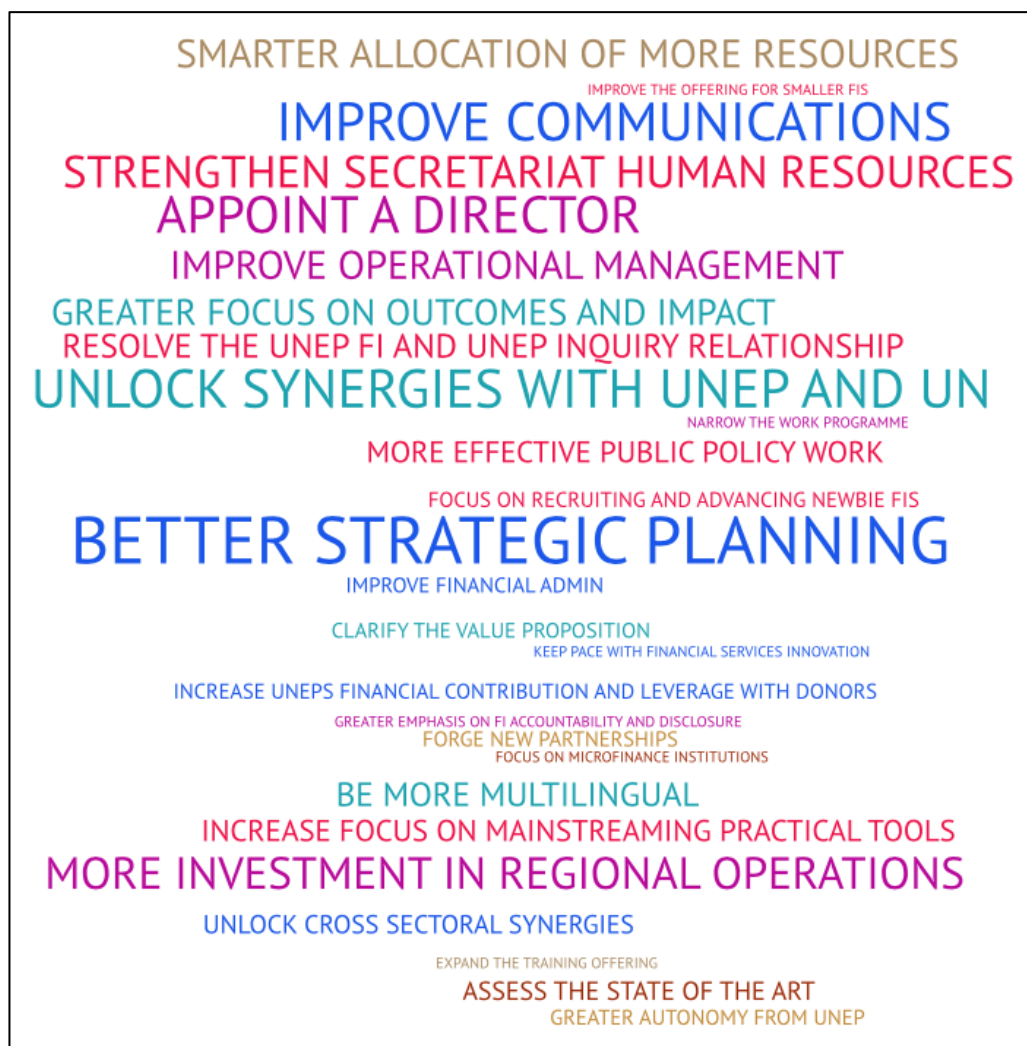 SMARTER ALLOCATION OF MORE RESOURCES
IMPROVE THE OFFERING FOR SMALLER FIS
IMPROVE COMMUNICATIONS
STRENGTHEN SECRETARIAT HUMAN RESOURCES
APPOINT A DIRECTOR
IMPROVE OPERATIONAL MANAGEMENT
GREATER FOCUS ON OUTCOMES AND IMPACT
RESOLVE THE UNEP FI AND UNEP INQUIRY RELATIONSHIP
UNLOCK SYNERGIES WITH UNEP AND UN
NARROW THE WORK PROGRAMME
MORE EFFECTIVE PUBLIC POLICY WORK
FOCUS ON RECRUITING AND ADVANCING NEWBIE FIS
BETTER STRATEGIC PLANNING
IMPROVE FINANCIAL ADMIN
CLARIFY THE VALUE PROPOSITION
KEEP PACE WITH FINANCIAL SERVICES INNOVATION
INCREASE UNEPS FINANCIAL CONTRIBUTION AND LEVERAGE WITH DONORS
GREATER EMPHASIS ON FI ACCOUNTABILITY AND DISCLOSURE
FORGE NEW PARTNERSHIPS
FOCUS ON MICROFINANCE INSTITUTIONS
BE MORE MULTILINGUAL
INCREASE FOCUS ON MAINSTREAMING PRACTICAL TOOLS
MORE INVESTMENT IN REGIONAL OPERATIONS
UNLOCK CROSS SECTORAL SYNERGIES
EXPAND THE TRAINING OFFERING
ASSESS THE STATE OF THE ART
GREATER AUTONOMY FROM UNEP